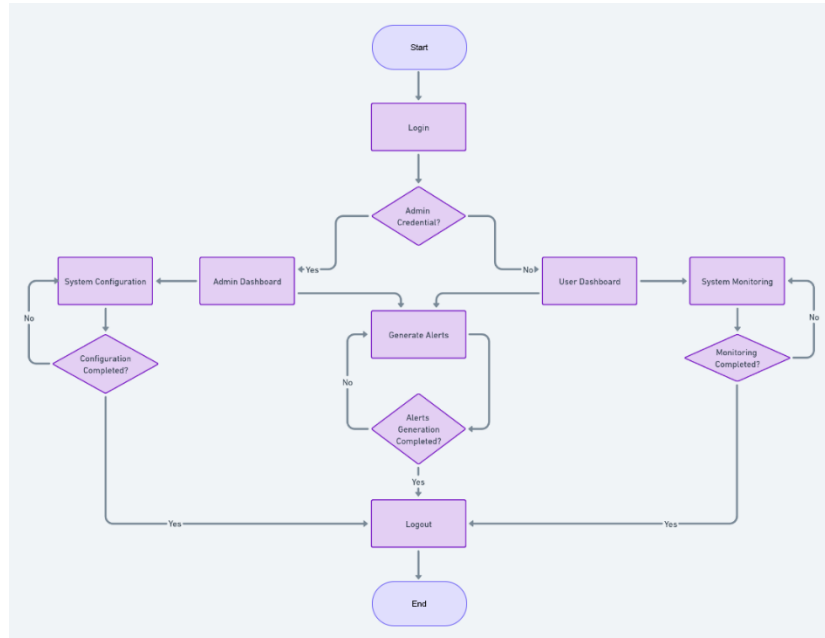 Start
Login
Admin
Credential?
Yes
No
System Configuration
Admin Dashboard
User Dashboard
System Monitoring
No
Generate Alerts
No
Configuration
Completed?
Monitoring
Completed?
No
Alerts
Generation
Completed?
Yes
Yes
Logout
Yes
End